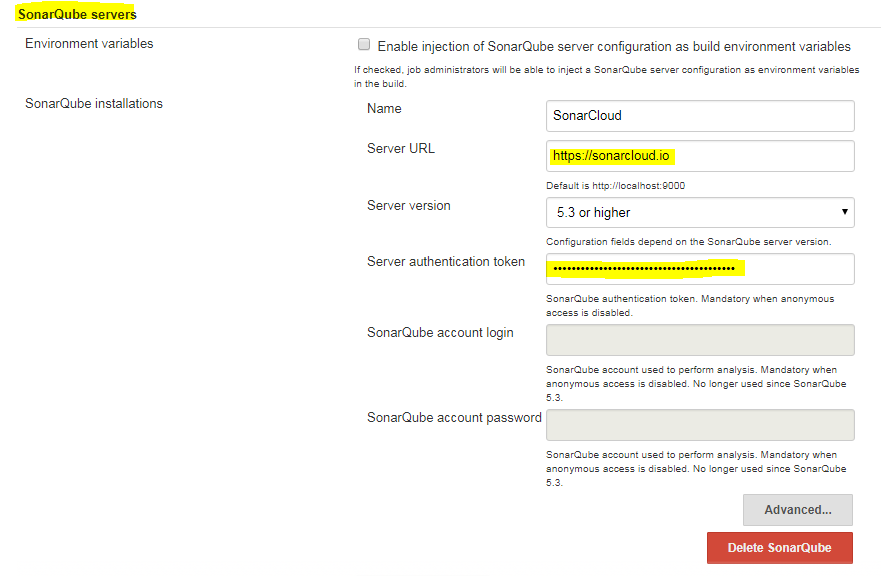 SonarQube servers
Environment variables
Enable injection of SonarQube server configuration as build environment variables
If checked, job administrators will be able to inject a SonarQube server configuration as environment variables
in the build.
SonarQube installations
Name
SonarCloud
Server URL
https://sonarcloud.io
Default is http://localhost:9000
Server version
5.3 or higher
Configuration fields depend on the SonarQube server version.
Server authentication token
••••••••••••••••••••••••••••••••••••••••
SonarQube authentication token. Mandatory when anonymous
access is disabled.
SonarQube account login
SonarQube account used to perform analysis. Mandatory when
anonymous access is disabled. No longer used since SonarQube
5.3.
SonarQube account password
SonarQube account used to perform analysis. Mandatory when
anonymous access is disabled. No longer used since SonarQube
5.3.
Advanced...
Delete SonarQube